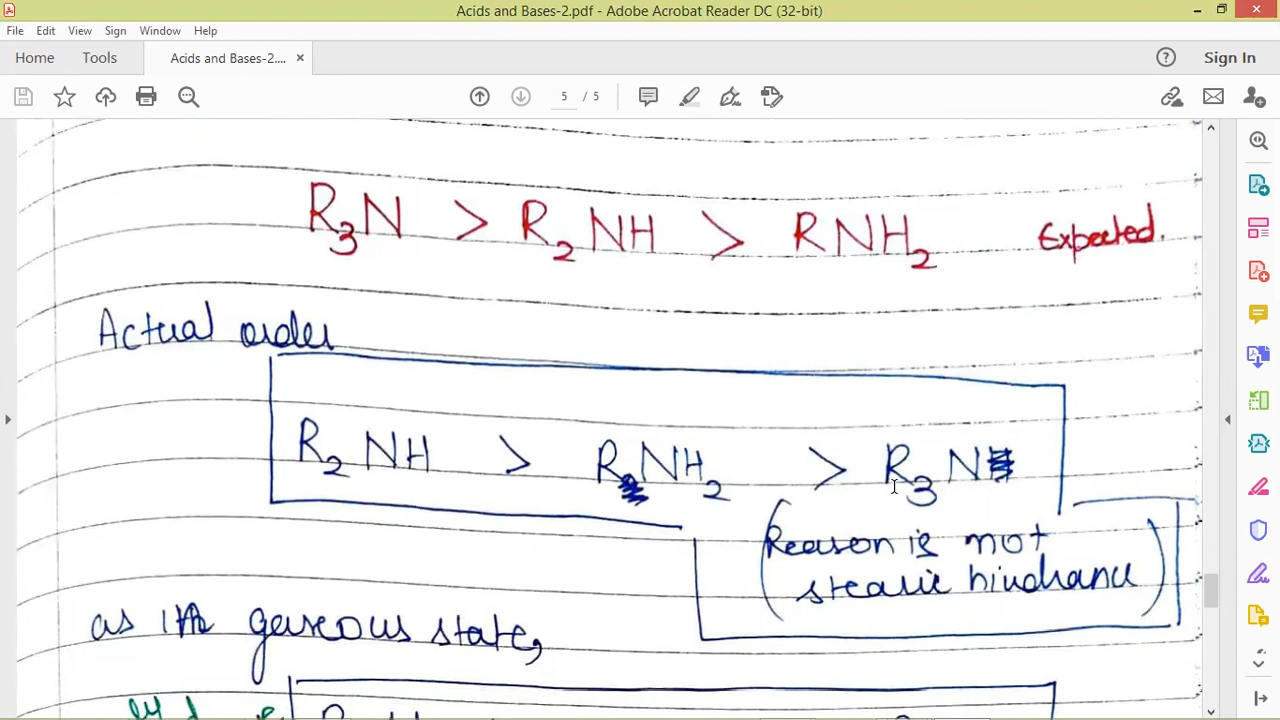 Acids and Bases-2.pdf - Adobe Acrobat Reader DC (32-bit)
File Edit View Sign Window Help
Home Tools Acids and Bases-2.... × Sign In
5 / 5
R₃N > R₂NH > RNH₂ Expected.
Actual order
R₂NH > RNH₂ > R₃N
(Reason is not
stearic hindrance)
as in gaseous state,